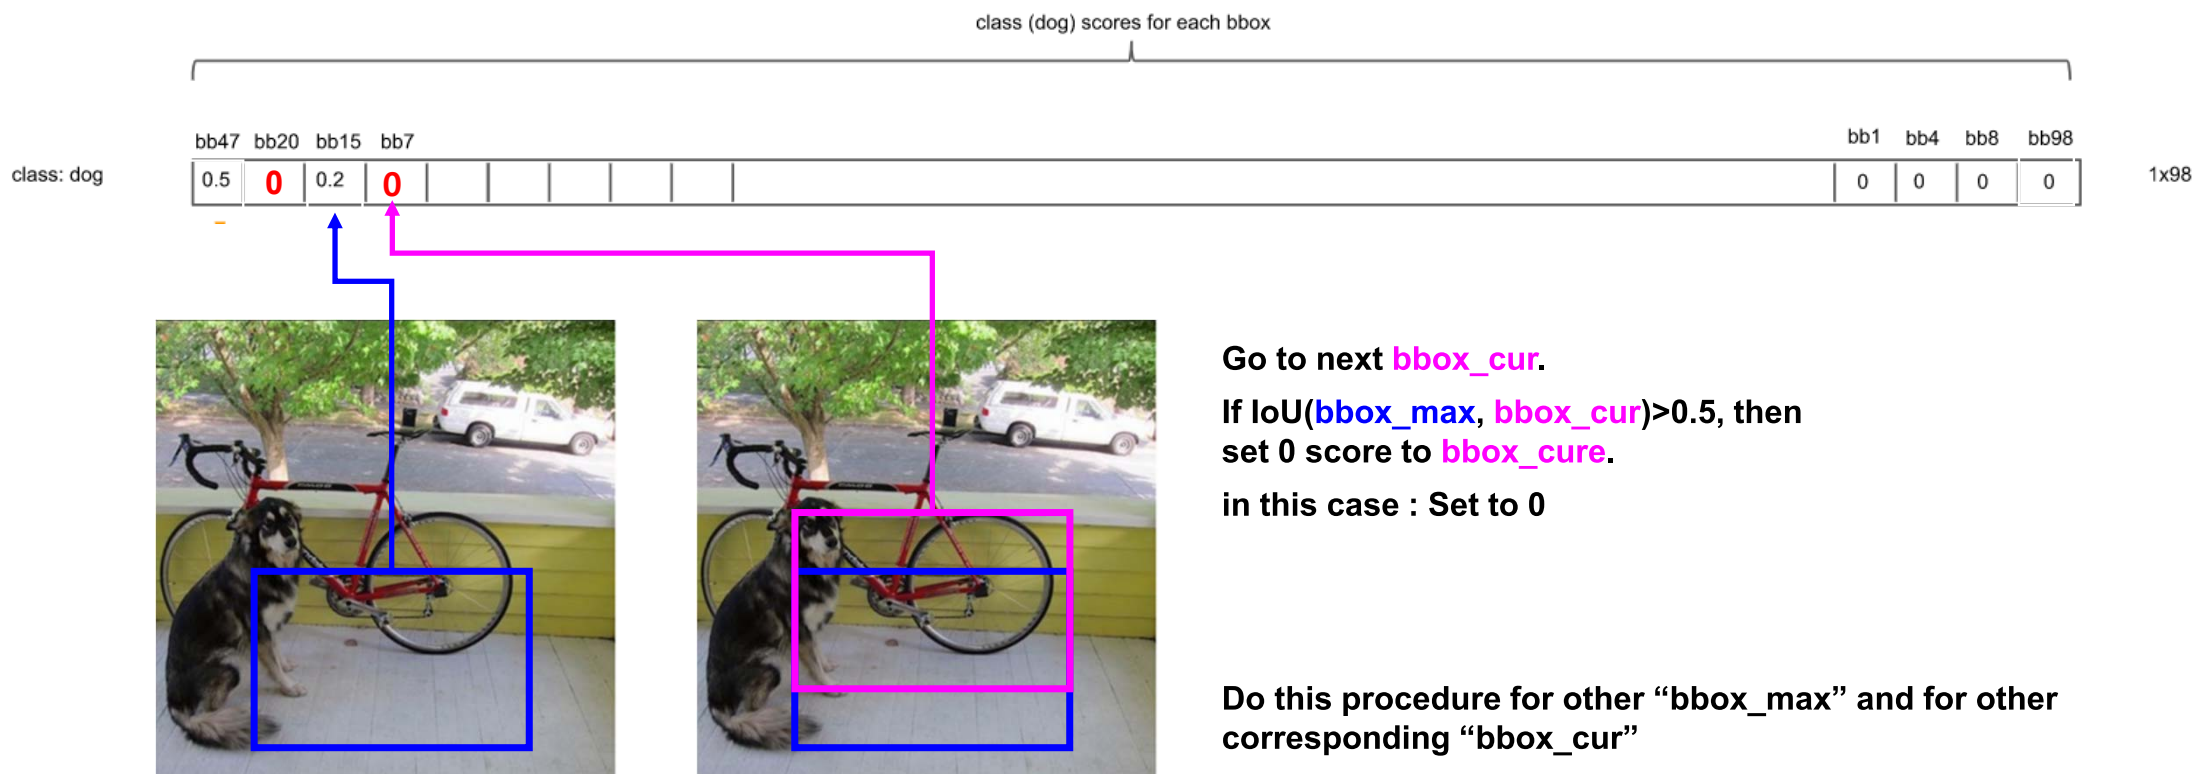 class (dog) scores for each bbox
bb47 bb20 bb15 bb7 bb1 bb4 bb8 bb98
class: dog 0.5 0 0.2 0 0 0 0 0 1x98
Go to next bbox_cur.
If IoU(bbox_max, bbox_cur)>0.5, then
set 0 score to bbox_cure.
in this case : Set to 0
Do this procedure for other “bbox_max” and for other
corresponding “bbox_cur”